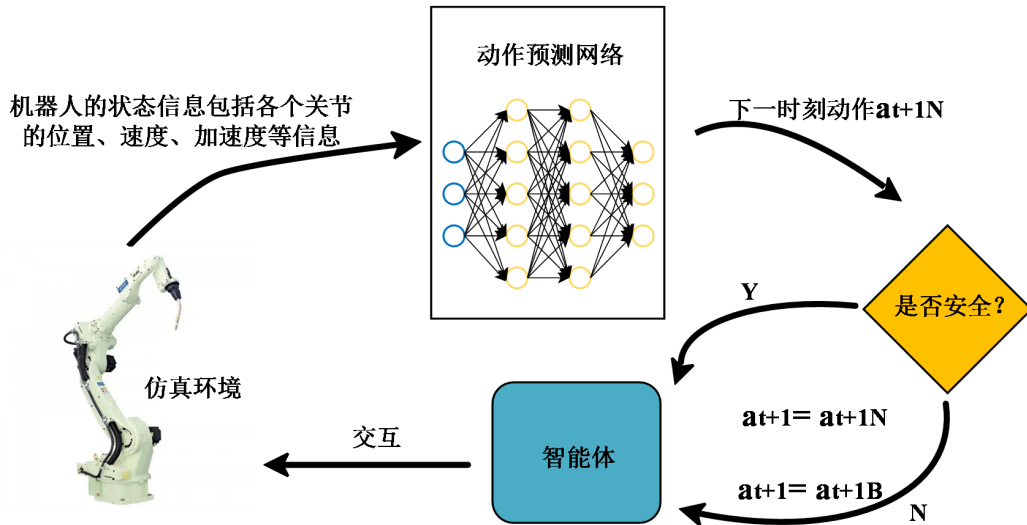 动作预测网络
机器人的状态信息包括各个关节
的位置、速度、加速度等信息
下一时刻动作at+1N
是否安全？
Y
仿真环境
at+1= at+1N
交互
智能体
at+1= at+1B
N